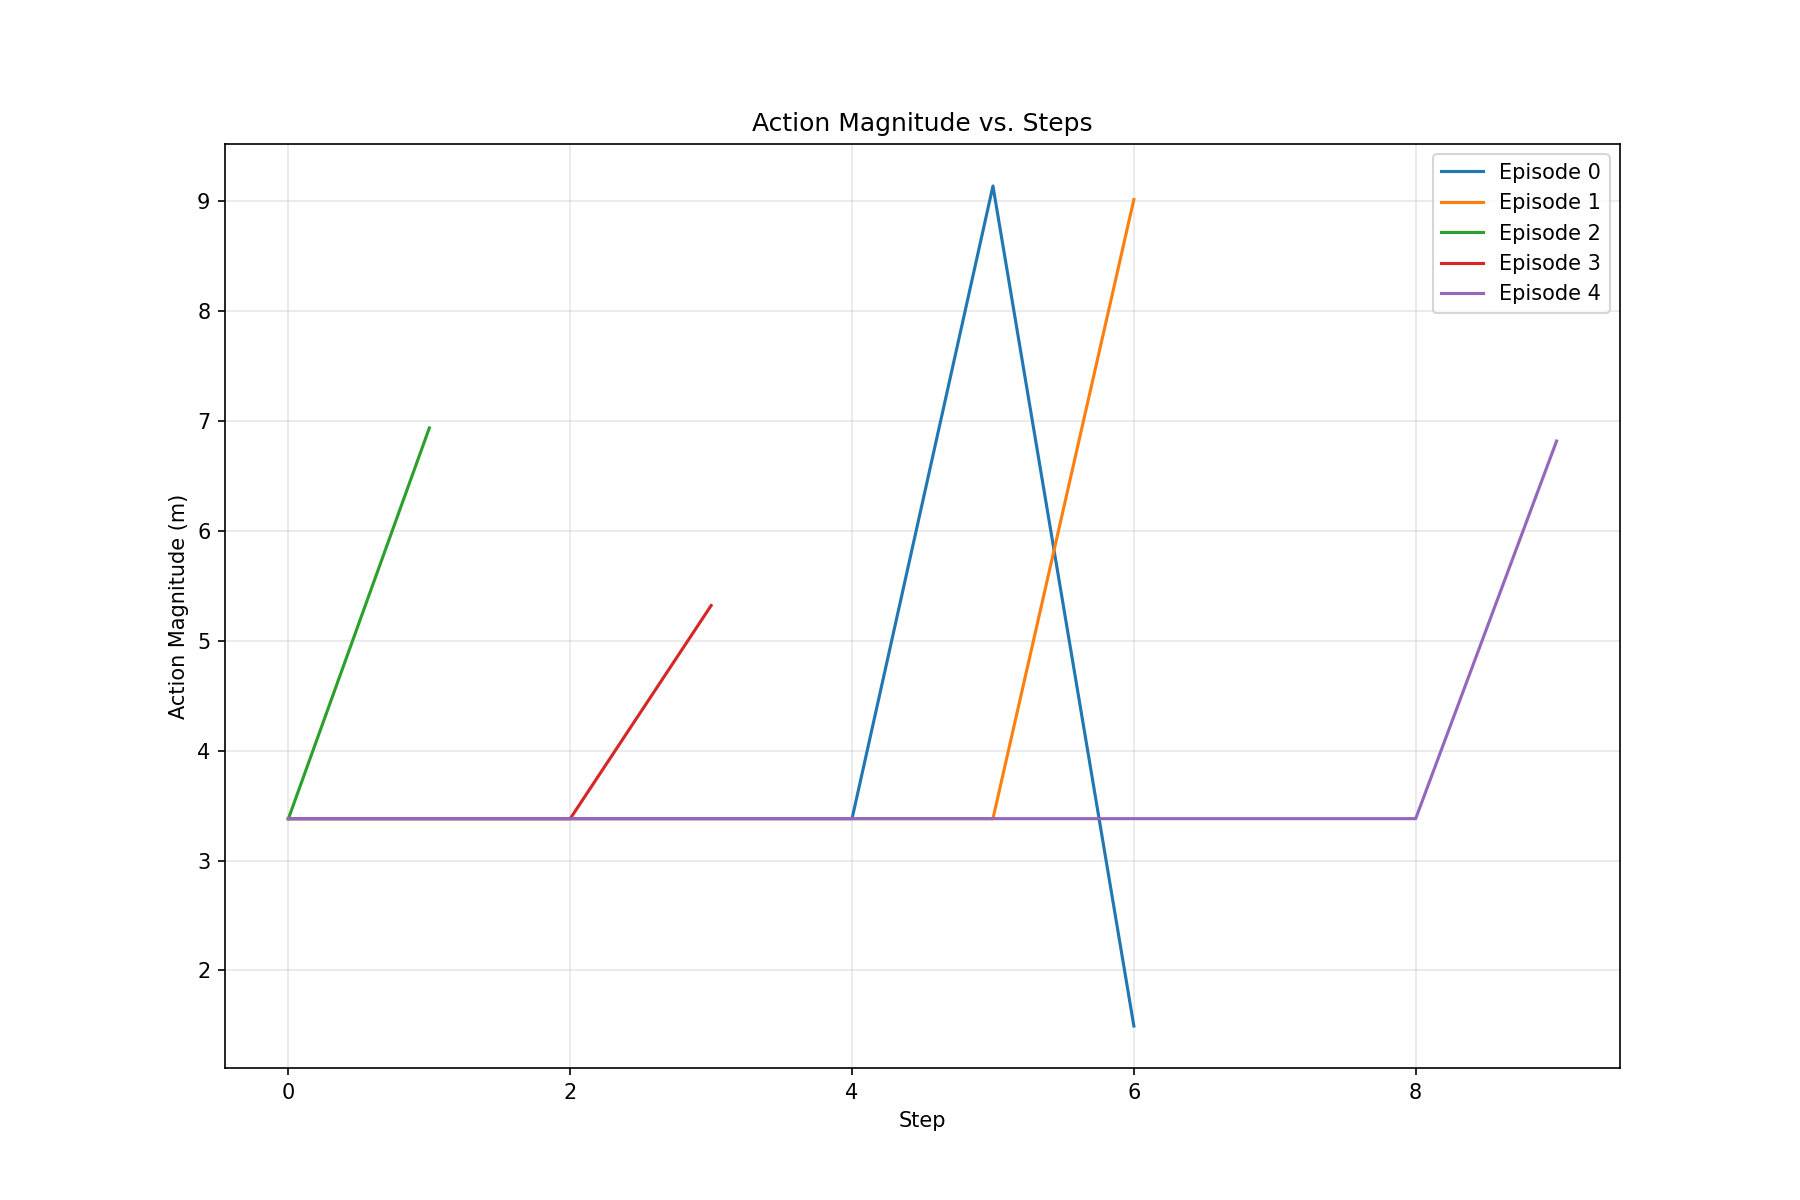 Action Magnitude vs. Steps
Episode 0
Episode 1
Episode 2
Episode 3
Episode 4
9
8
7
6
5
4
3
2
Action Magnitude (m)
0 2 4 6 8
Step